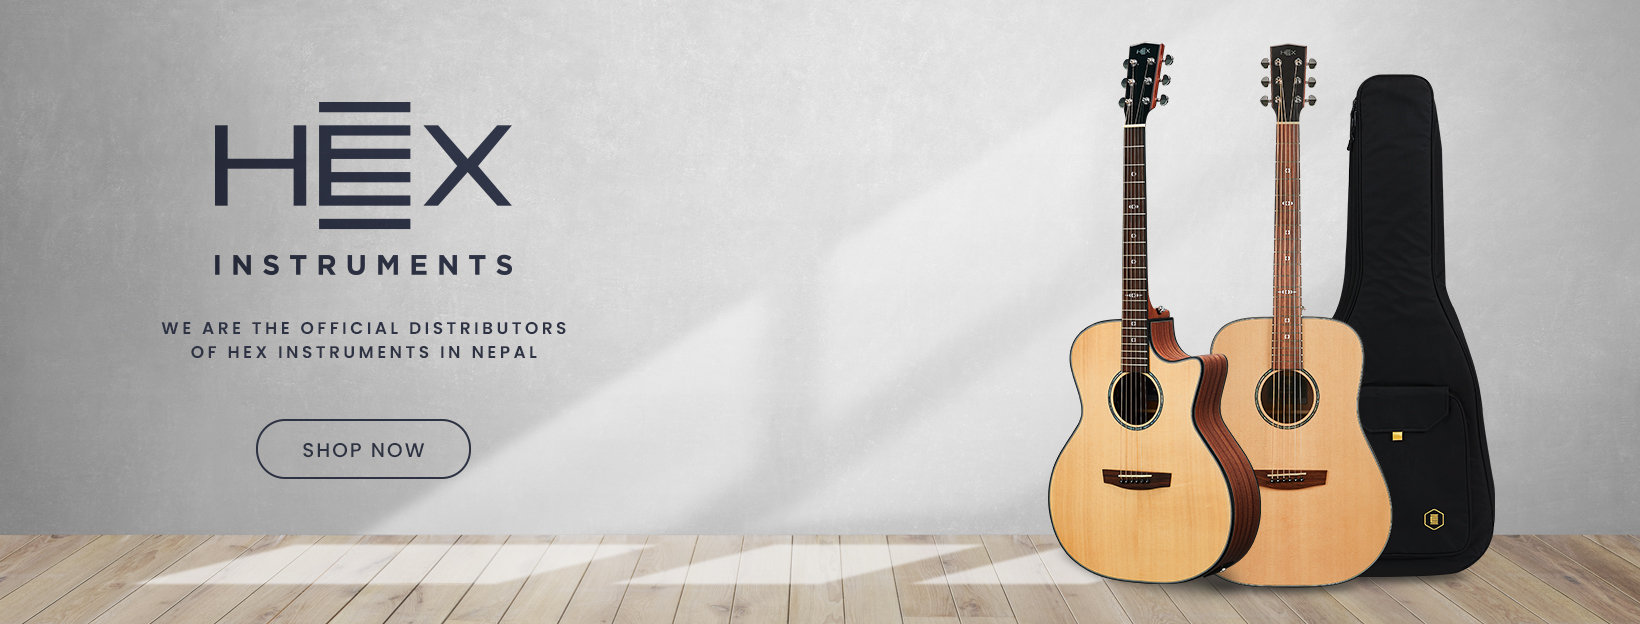 HEX
INSTRUMENTS
WE ARE THE OFFICIAL DISTRIBUTORS
OF HEX INSTRUMENTS IN NEPAL
SHOP NOW
HEX
HEX